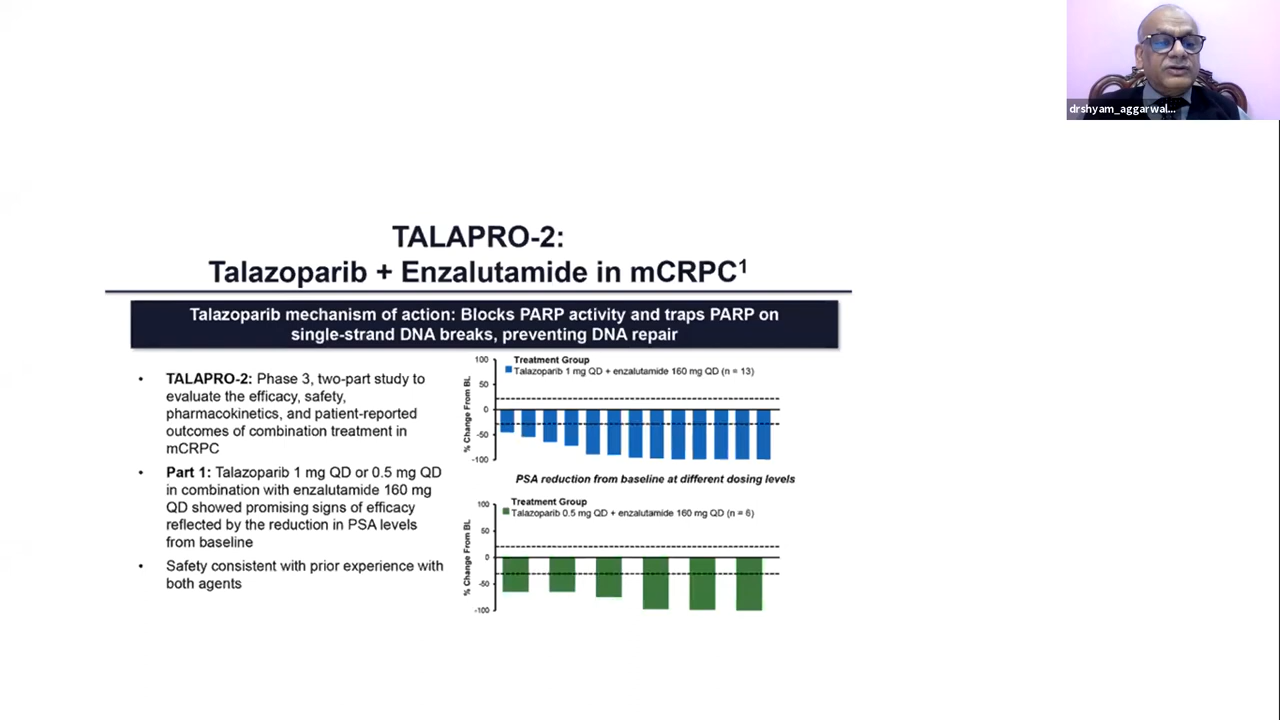 drshyam_aggarwal...
TALAPRO-2:
Talazoparib + Enzalutamide in mCRPC¹
Talazoparib mechanism of action: Blocks PARP activity and traps PARP on
single-strand DNA breaks, preventing DNA repair
• TALAPRO-2: Phase 3, two-part study to
evaluate the efficacy, safety,
pharmacokinetics, and patient-reported
outcomes of combination treatment in
mCRPC
• Part 1: Talazoparib 1 mg QD or 0.5 mg QD
in combination with enzalutamide 160 mg
QD showed promising signs of efficacy
reflected by the reduction in PSA levels
from baseline
• Safety consistent with prior experience with
both agents
Treatment Group
Talazoparib 1 mg QD + enzalutamide 160 mg QD (n = 13)
% Change From BL
100
50
0
-50
-100
PSA reduction from baseline at different dosing levels
Treatment Group
Talazoparib 0.5 mg QD + enzalutamide 160 mg QD (n = 6)
% Change From BL
100
50
0
-50
-100